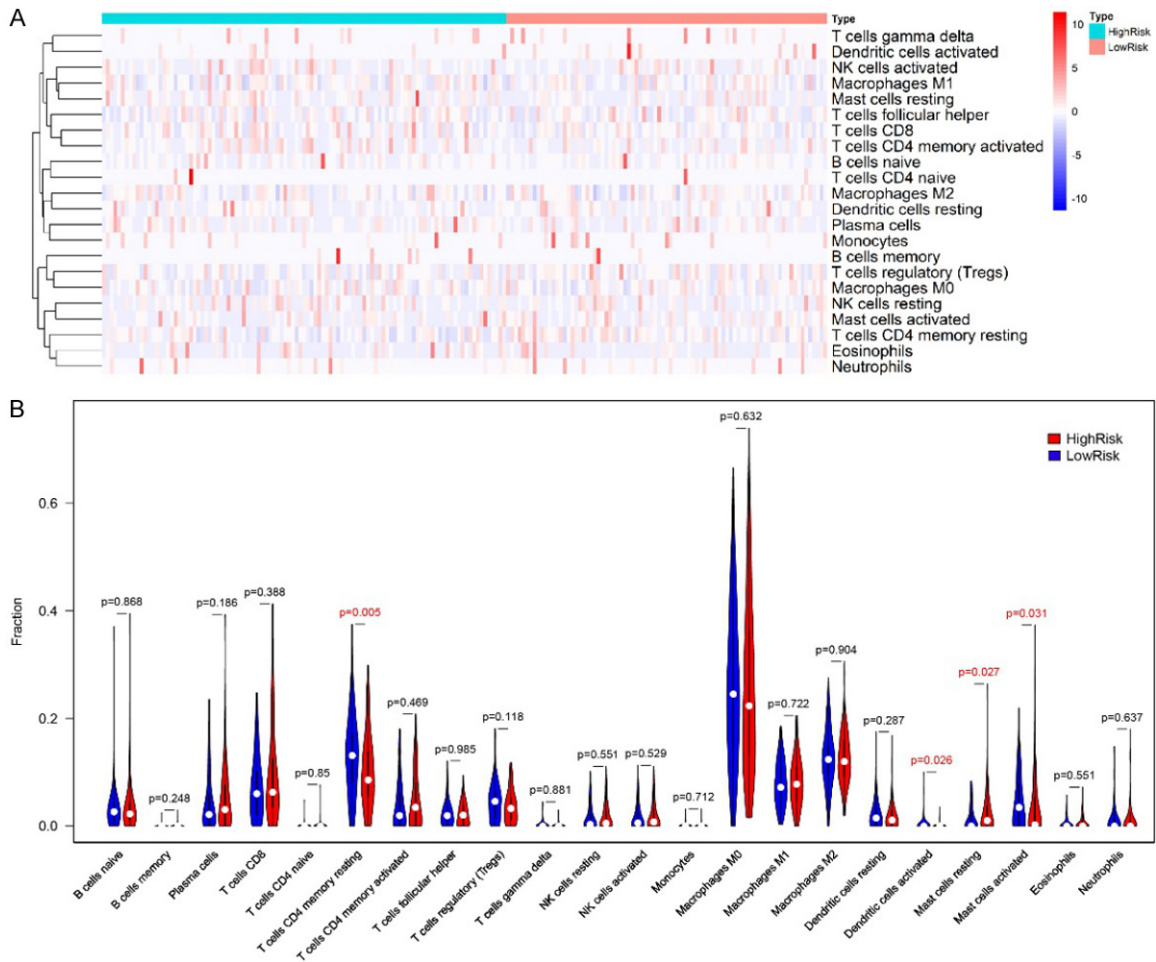 A
Type
T cells gamma delta
Dendritic cells activated
NK cells activated
Macrophages M1
Mast cells resting
T cells follicular helper
T cells CD8
T cells CD4 memory activated
B cells naive
T cells CD4 naive
Macrophages M2
Dendritic cells resting
Plasma cells
Monocytes
B cells memory
T cells regulatory (Tregs)
Macrophages M0
NK cells resting
Mast cells activated
T cells CD4 memory resting
Eosinophils
Neutrophils
10
5
0
-5
-10
Type
HighRisk
LowRisk
B
Fraction
0.6
0.4
0.2
0.0
HighRisk
LowRisk
p=0.868
p=0.248
p=0.186
p=0.388
p=0.85
p=0.005
p=0.469
p=0.985
p=0.118
p=0.881
p=0.551
p=0.529
p=0.712
p=0.632
p=0.722
p=0.904
p=0.287
p=0.026
p=0.027
p=0.031
p=0.551
p=0.637
B cells naive
B cells memory
Plasma cells
T cells CD8
T cells CD4 naive
T cells CD4 memory resting
T cells CD4 memory activated
T cells follicular helper
T cells regulatory (Tregs)
T cells gamma delta
NK cells resting
NK cells activated
Monocytes
Macrophages M0
Macrophages M1
Macrophages M2
Dendritic cells resting
Dendritic cells activated
Mast cells resting
Mast cells activated
Eosinophils
Neutrophils